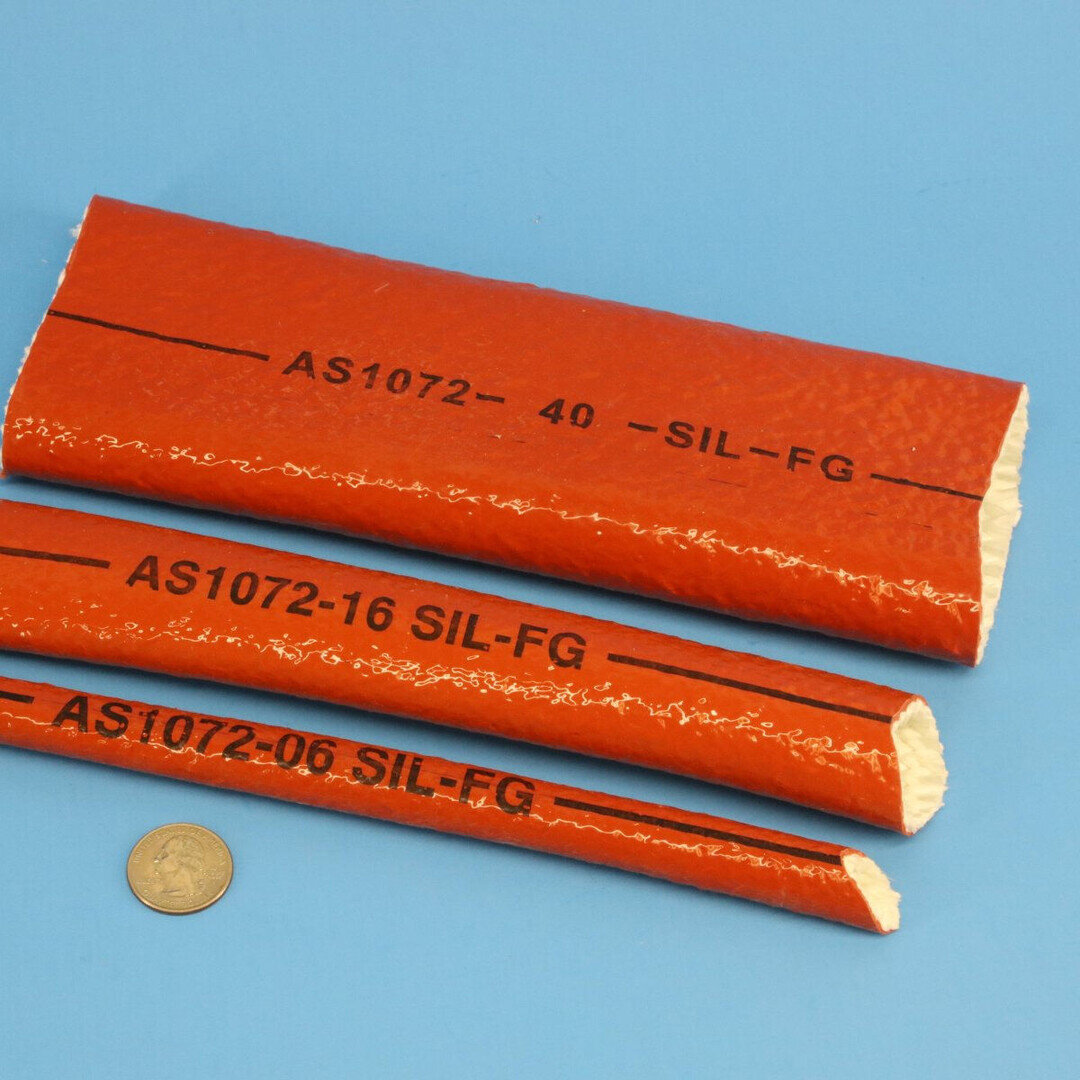 AS1072- 40 -SIL-FG
AS1072-16 SIL-FG
AS1072-06 SIL-FG